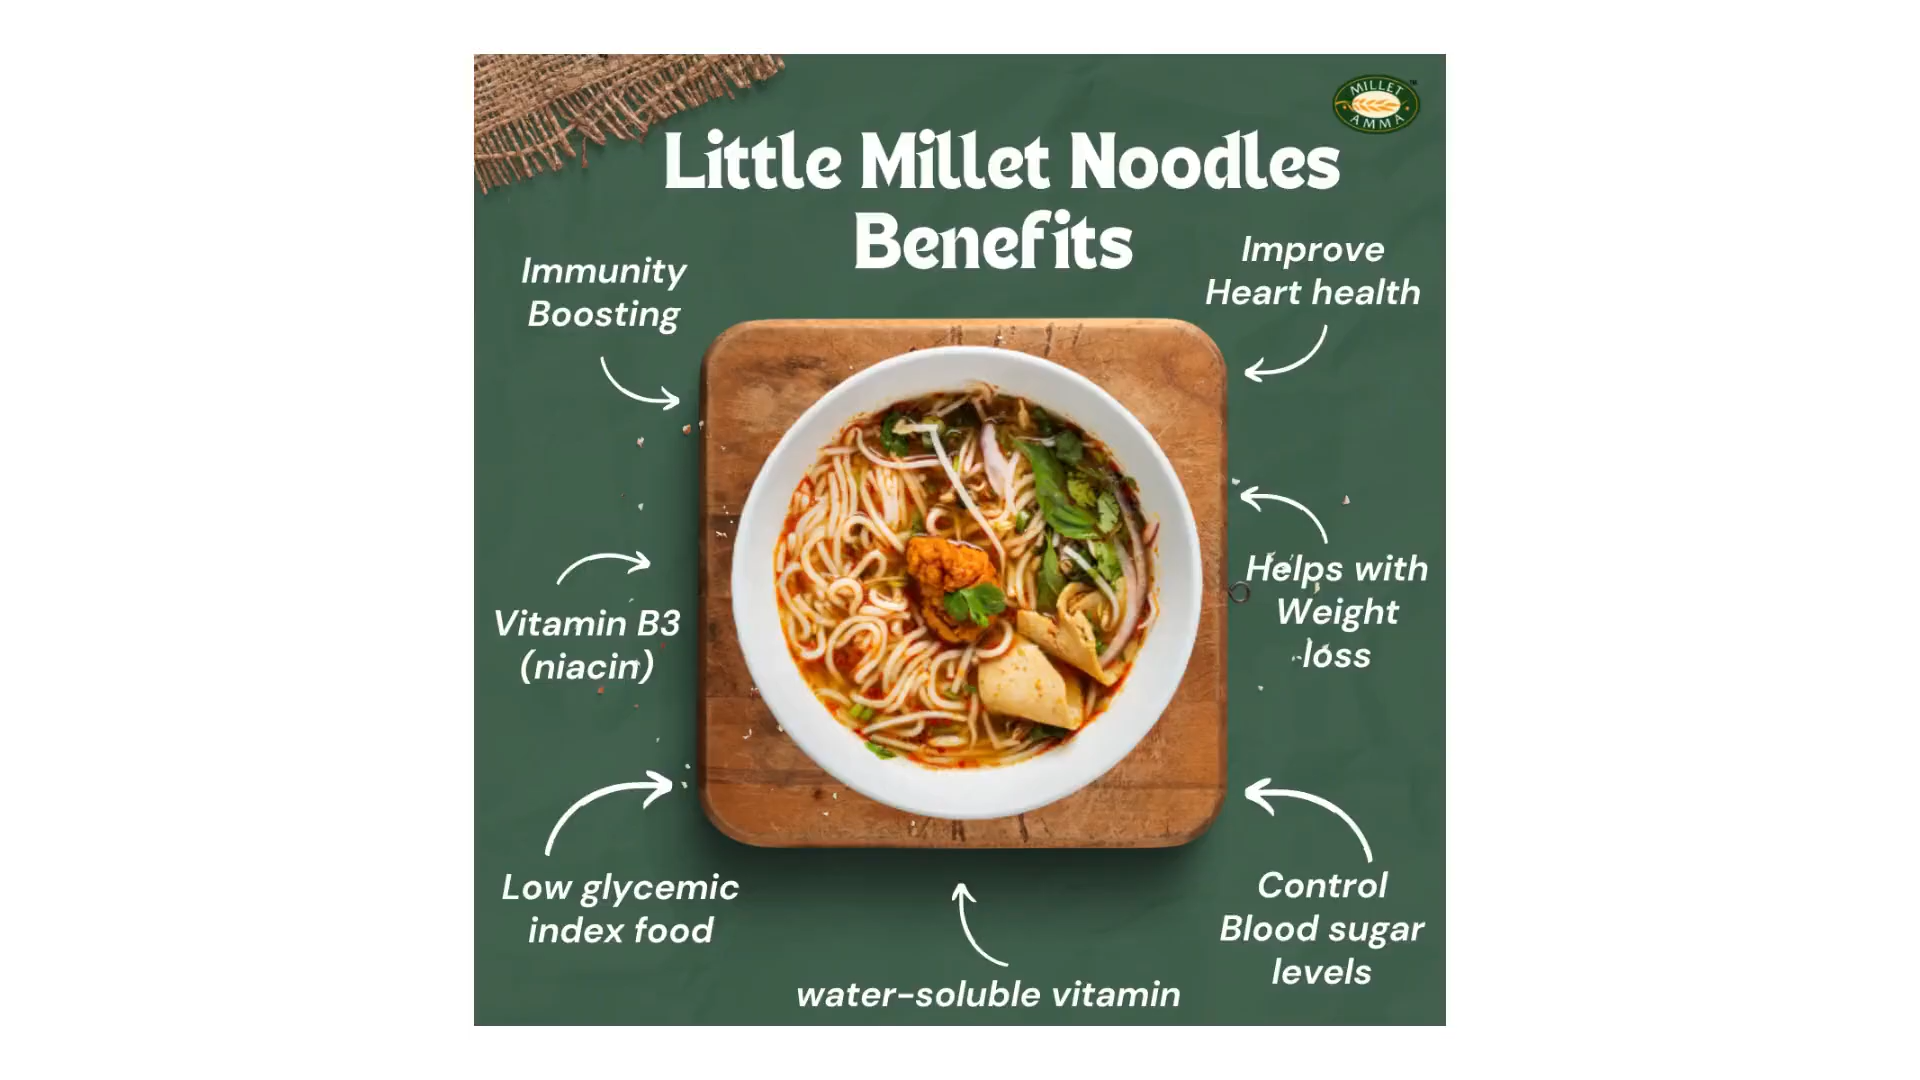 MILLET
AMMA
TM
Little Millet Noodles
Benefits
Immunity
Boosting
Improve
Heart health
Vitamin B3
(niacin)
Helps with
Weight
loss
Low glycemic
index food
Control
Blood sugar
levels
water-soluble vitamin